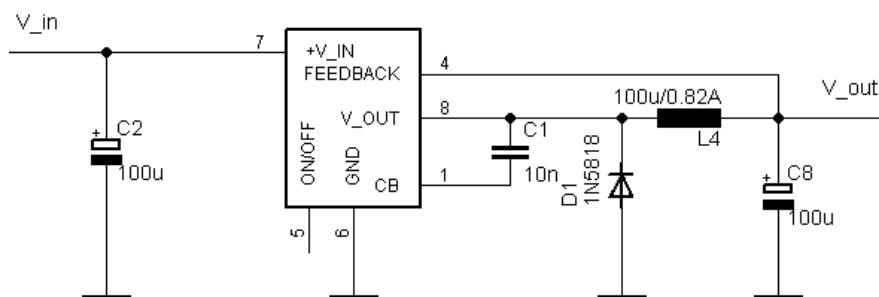 V_in
7
+V_IN
FEEDBACK
4
V_OUT
8
ON/OFF
GND
CB
1
5
6
C2
+
100u
C1
10n
D1
1N5818
100u/0.82A
L4
V_out
C8
+
100u